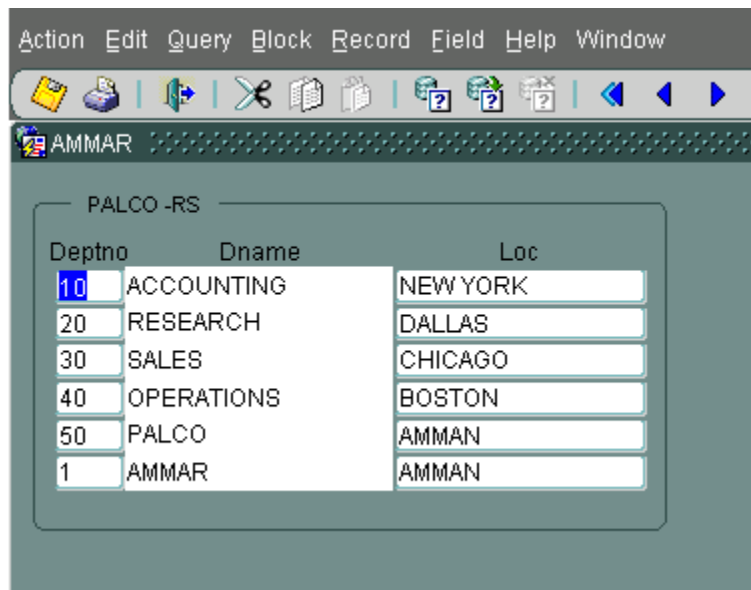 Action Edit Query Block Record Field Help Window
AMMAR
PALCO -RS
Deptno Dname Loc
10 ACCOUNTING NEW YORK
20 RESEARCH DALLAS
30 SALES CHICAGO
40 OPERATIONS BOSTON
50 PALCO AMMAN
1 AMMAR AMMAN